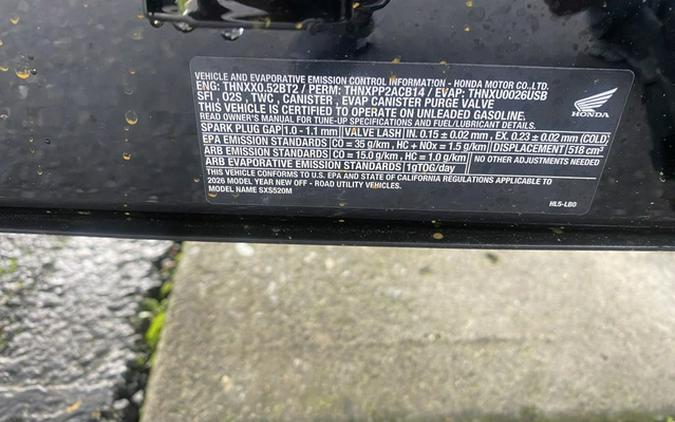 VEHICLE AND EVAPORATIVE EMISSION CONTROL INFORMATION - HONDA MOTOR CO.,LTD.
ENG: THNXX0.52BT2 / PERM: THNXPP2ACB14 / EVAP: THNXU0026USB
SFI , O2S , TWC , CANISTER , EVAP CANISTER PURGE VALVE
THIS VEHICLE IS CERTIFIED TO OPERATE ON UNLEADED GASOLINE.
READ OWNER'S MANUAL FOR TUNE-UP SPECIFICATIONS AND FUEL/LUBRICANT DETAILS.
HONDA
SPARK PLUG GAP 1.0 - 1.1 mm VALVE LASH IN. 0.15 ± 0.02 mm , EX. 0.23 ± 0.02 mm (COLD)
EPA EMISSION STANDARDS CO = 35 g/km , HC + NOx = 1.5 g/km DISPLACEMENT 518 cm³
ARB EMISSION STANDARDS CO = 15.0 g/km , HC = 1.0 g/km NO OTHER ADJUSTMENTS NEEDED
ARB EVAPORATIVE EMISSION STANDARDS 1gTOG/day
THIS VEHICLE CONFORMS TO U.S. EPA AND STATE OF CALIFORNIA REGULATIONS APPLICABLE TO
2026 MODEL YEAR NEW OFF - ROAD UTILITY VEHICLES.
MODEL NAME SXS520M
HL5-LB0